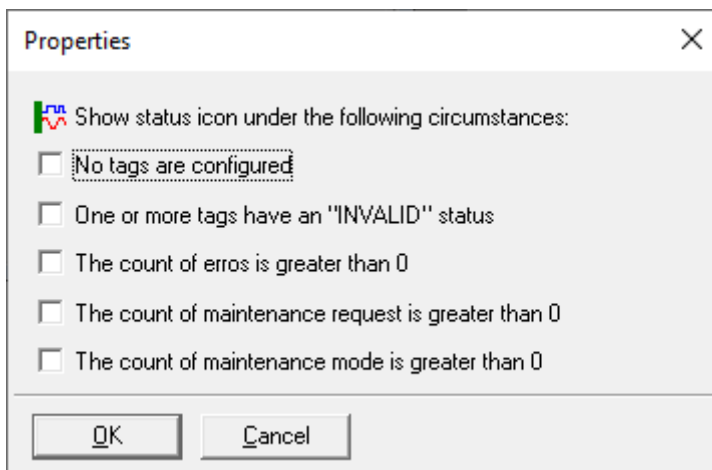 Properties
Show status icon under the following circumstances:
No tags are configured
One or more tags have an "INVALID" status
The count of erros is greater than 0
The count of maintenance request is greater than 0
The count of maintenance mode is greater than 0
OK Cancel